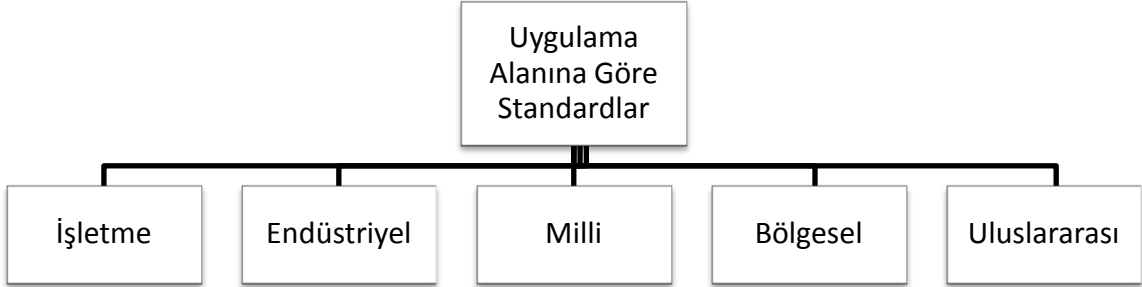 Uygulama
Alanına Göre
Standardlar
İşletme
Endüstriyel
Milli
Bölgesel
Uluslararası